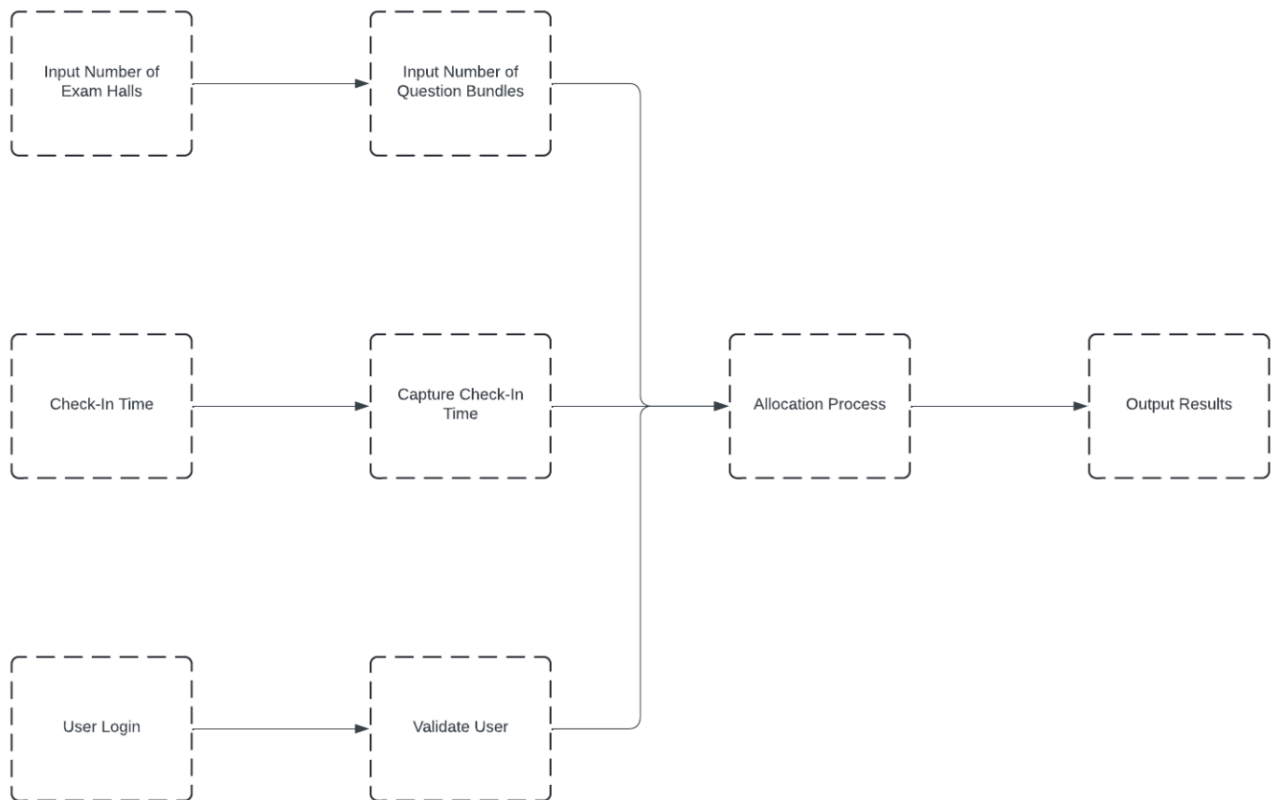 Input Number of
Exam Halls
Input Number of
Question Bundles
Check-In Time
Capture Check-In
Time
Allocation Process
Output Results
User Login
Validate User